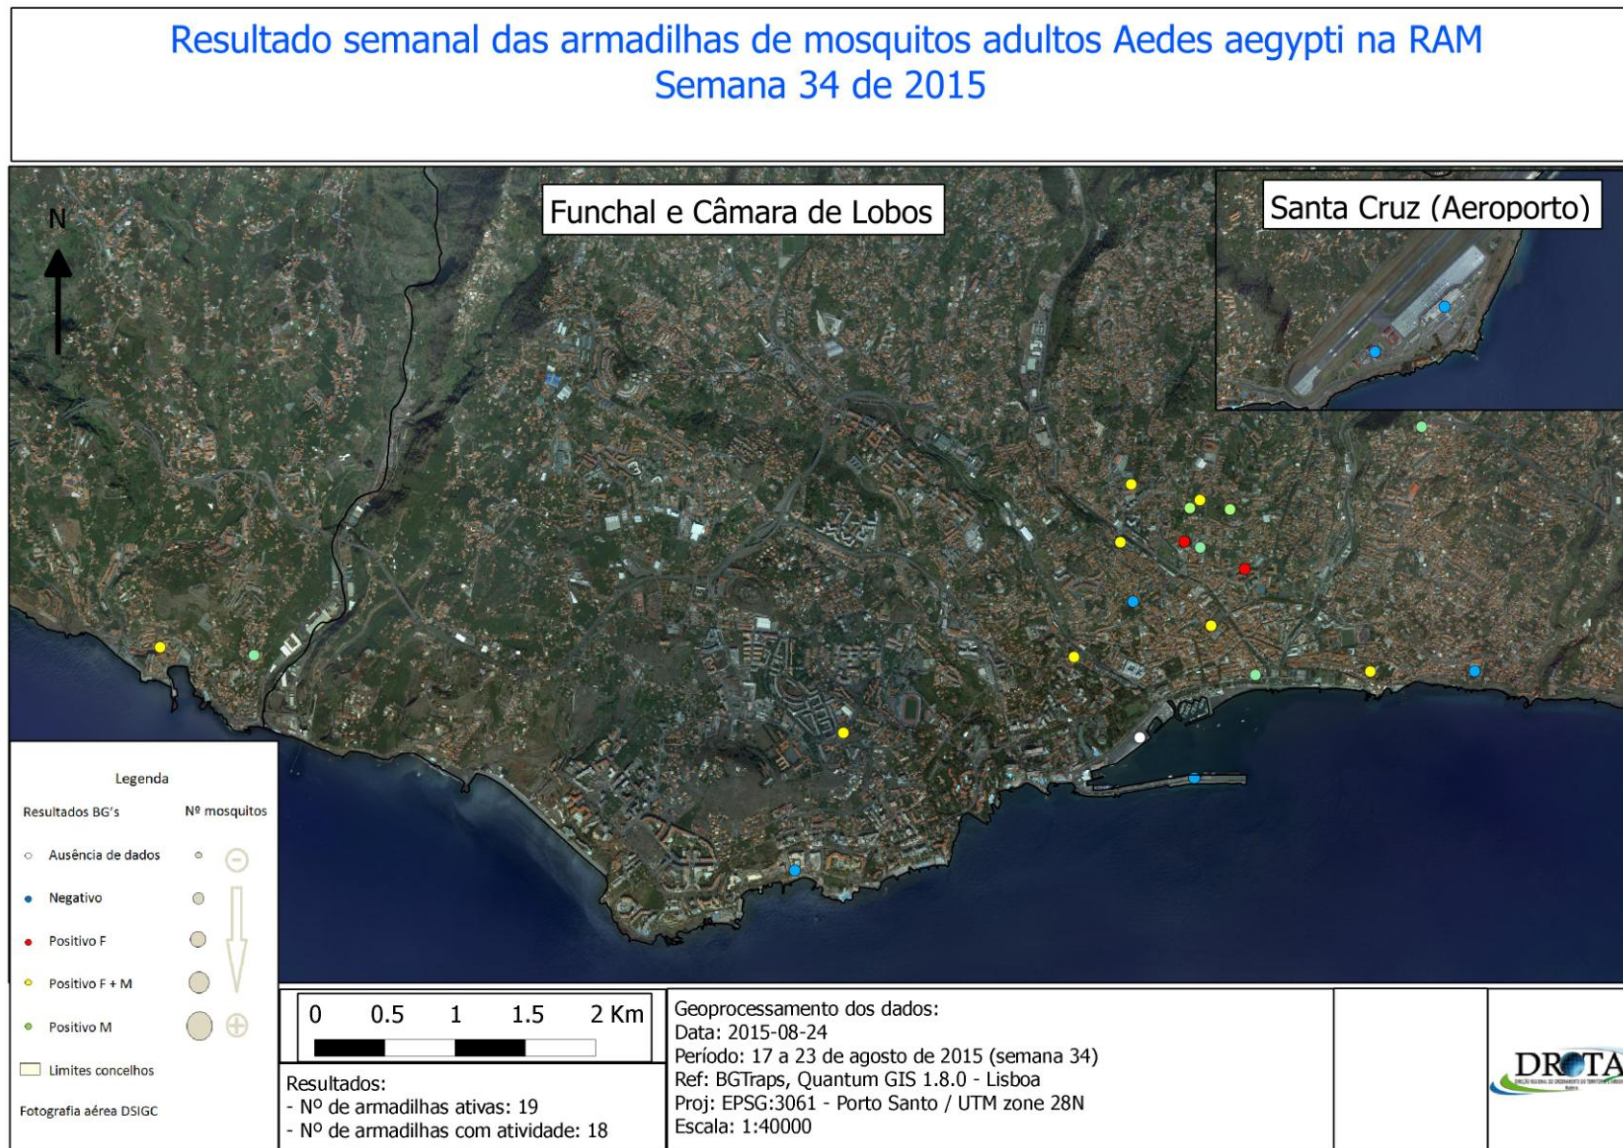 Resultado semanal das armadilhas de mosquitos adultos Aedes aegypti na RAM
Semana 34 de 2015
Funchal e Câmara de Lobos
Santa Cruz (Aeroporto)
N
Legenda
Resultados BG's Nº mosquitos
Ausência de dados
Negativo
Positivo F
Positivo F + M
Positivo M
Limites concelhos
Fotografia aérea DSIGC
0 0.5 1 1.5 2 Km
Resultados:
- Nº de armadilhas ativas: 19
- Nº de armadilhas com atividade: 18
Geoprocessamento dos dados:
Data: 2015-08-24
Período: 17 a 23 de agosto de 2015 (semana 34)
Ref: BGTraps, Quantum GIS 1.8.0 - Lisboa
Proj: EPSG:3061 - Porto Santo / UTM zone 28N
Escala: 1:40000
DROTA